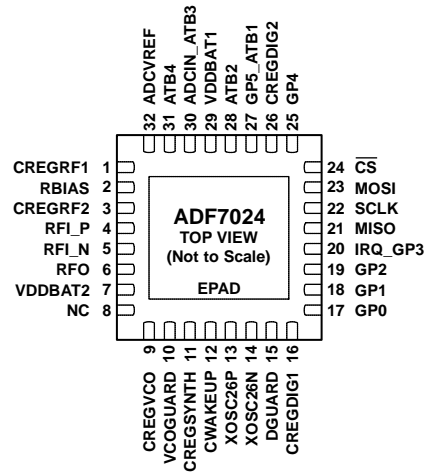 32 ADCVREF
31 ATB4
30 ADCIN_ATB3
29 VDDBAT1
28 ATB2
27 GP5_ATB1
26 CREGDIG2
25 GP4
CREGRF1 1
RBIAS 2
CREGRF2 3
RFI_P 4
RFI_N 5
RFO 6
VDDBAT2 7
NC 8
ADF7024
TOP VIEW
(Not to Scale)
EPAD
24 CS
23 MOSI
22 SCLK
21 MISO
20 IRQ_GP3
19 GP2
18 GP1
17 GP0
CREGVCO 9
VCOGUARD 10
CREGSYNTH 11
CWAKEUP 12
XOSC26P 13
XOSC26N 14
DGUARD 15
CREGDIG1 16